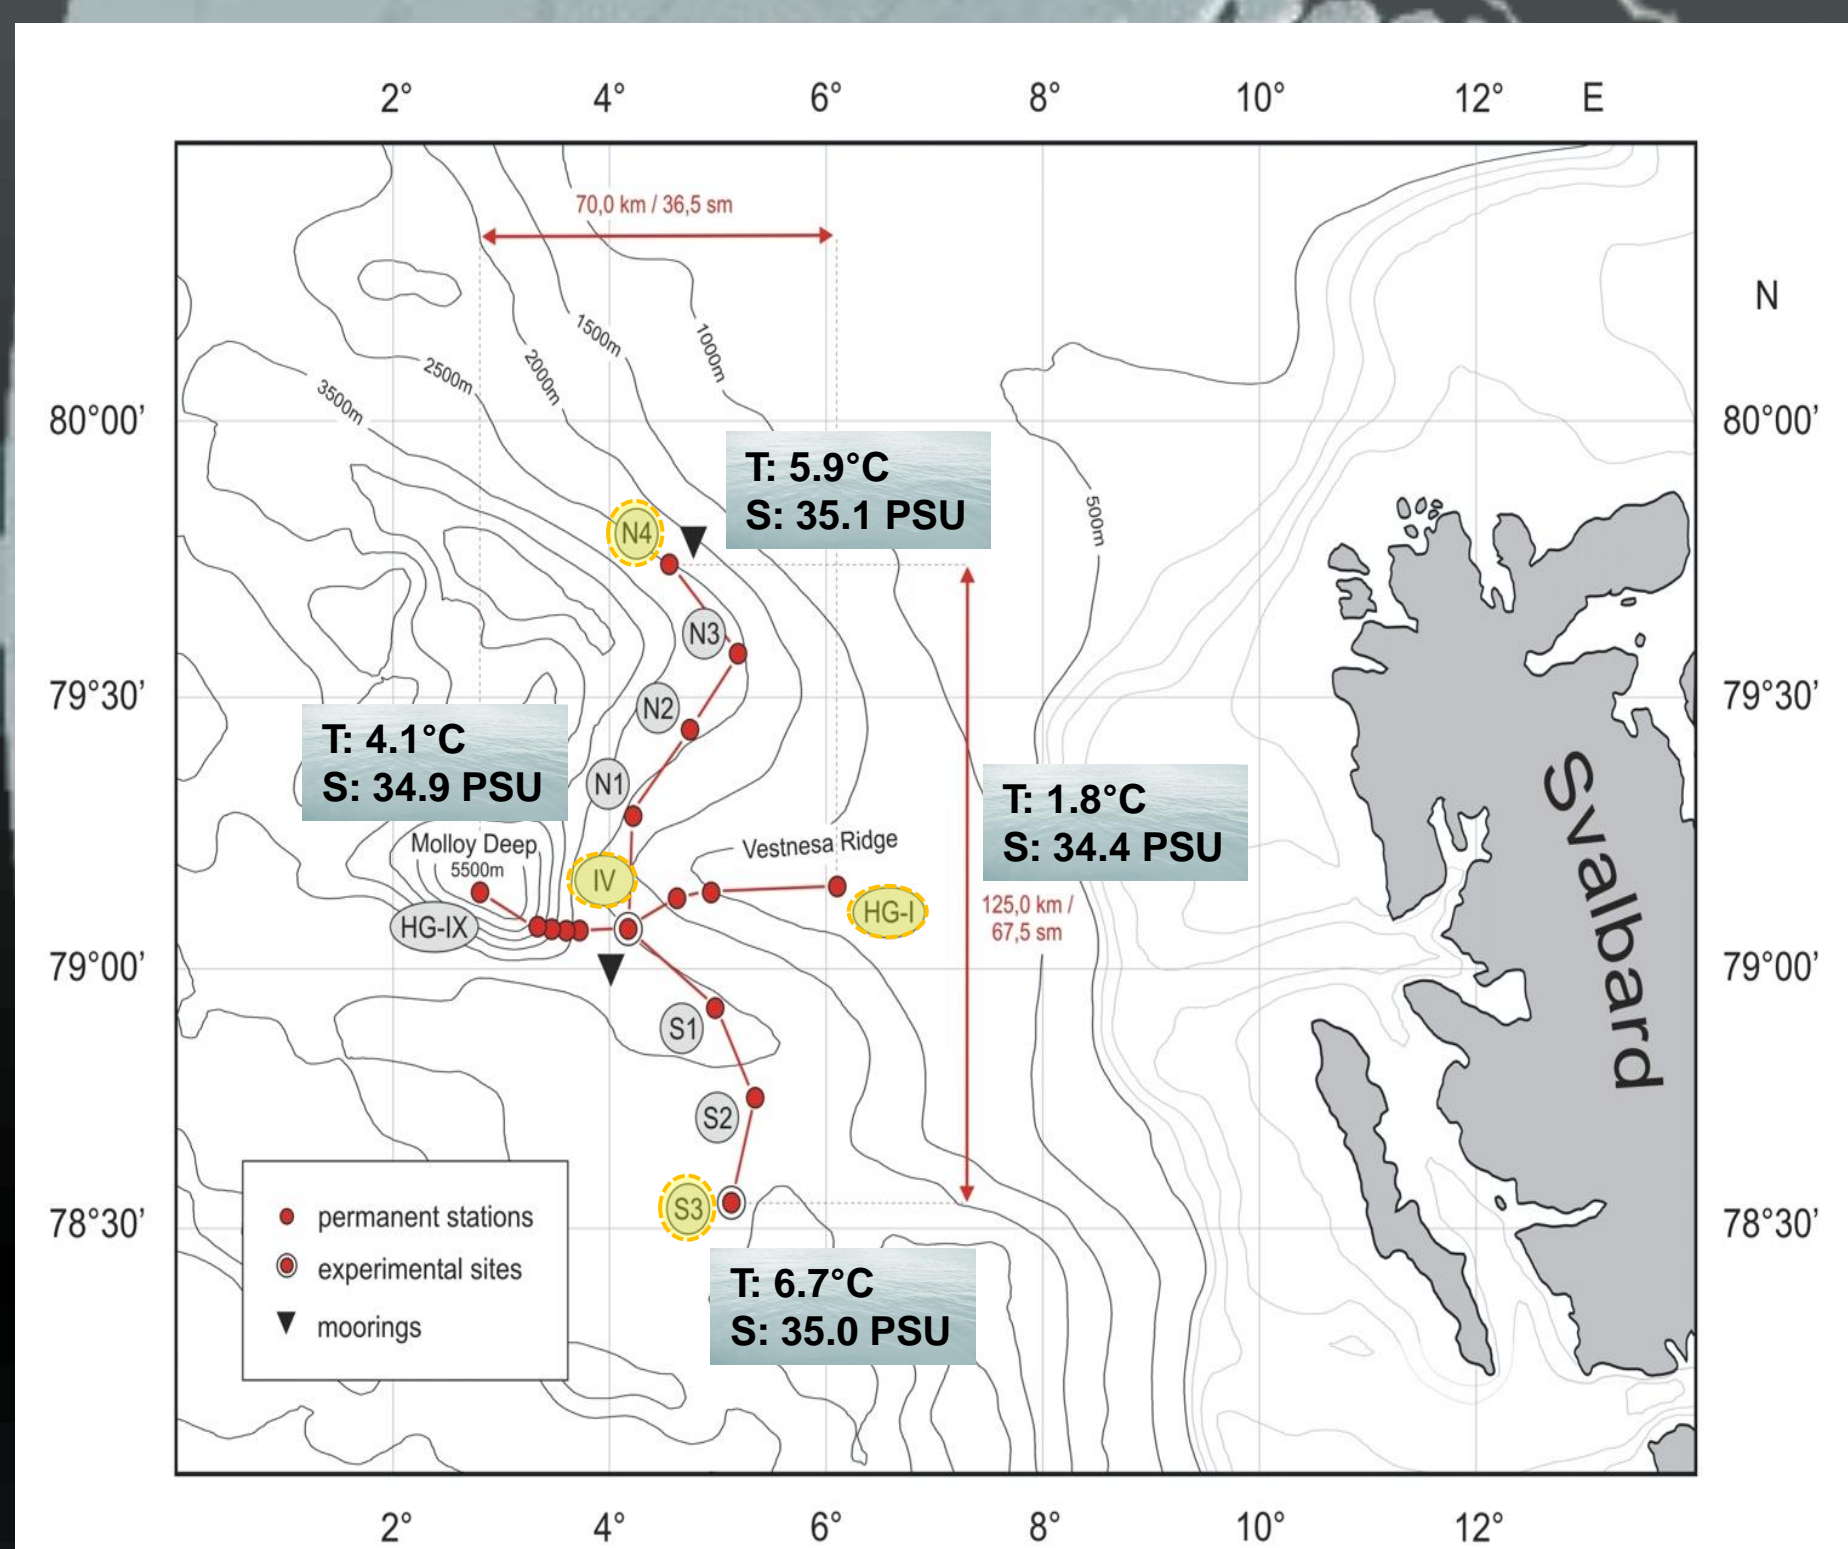 2° 4° 6° 8° 10° 12° E
70,0 km / 36,5 sm
N
1500m
1000m
2000m
2500m
3500m
80°00' 80°00'
T: 5.9°C
S: 35.1 PSU
500m
N4
N3
79°30' 79°30'
N2
T: 4.1°C
S: 34.9 PSU
N1
T: 1.8°C
S: 34.4 PSU
Svalbard
Molloy Deep
5500m
Vestnesa Ridge
IV
HG-I
125,0 km /
67,5 sm
HG-IX
79°00' 79°00'
S1
S2
S3
78°30' 78°30'
permanent stations
experimental sites
moorings
T: 6.7°C
S: 35.0 PSU
2° 4° 6° 8° 10° 12°